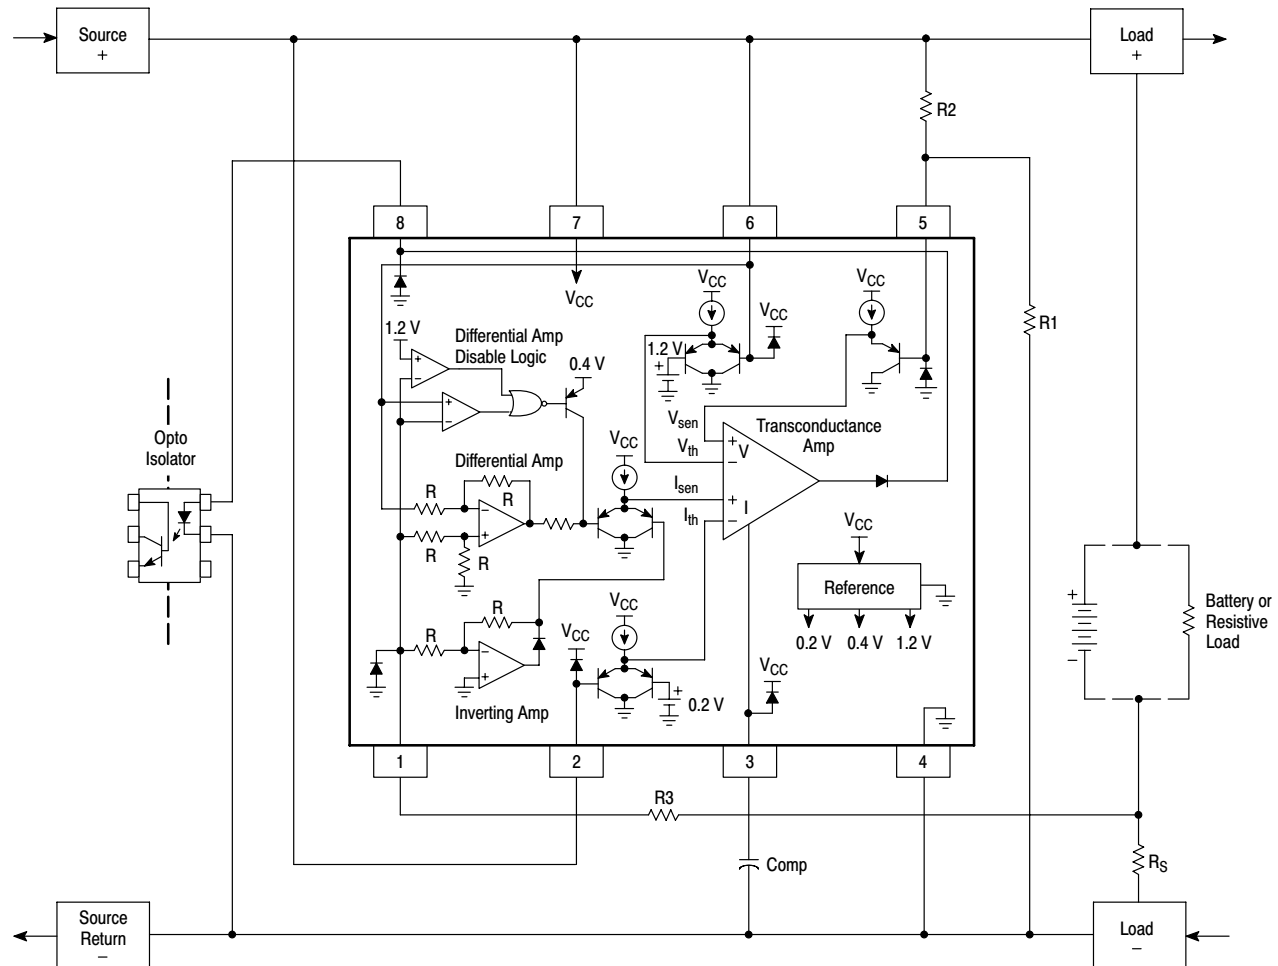 Source
+
Load
+
R2
8
7
6
5
VCC
VCC
VCC
VCC
R1
1.2 V
Differential Amp
Disable Logic
0.4 V
1.2 V
+
+
−
+
−
Vsen
Vth
Transconductance
Amp
+
V
−
Opto
Isolator
VCC
Differential Amp
Isen
+
I
Ith
−
R
R
−
+
R
R
VCC
Reference
0.2 V
0.4 V
1.2 V
+
−
Battery or
Resistive
Load
R
R
−
+
VCC
VCC
VCC
+
0.2 V
Inverting Amp
1
2
3
4
R3
Comp
RS
Source
Return
−
Load
−